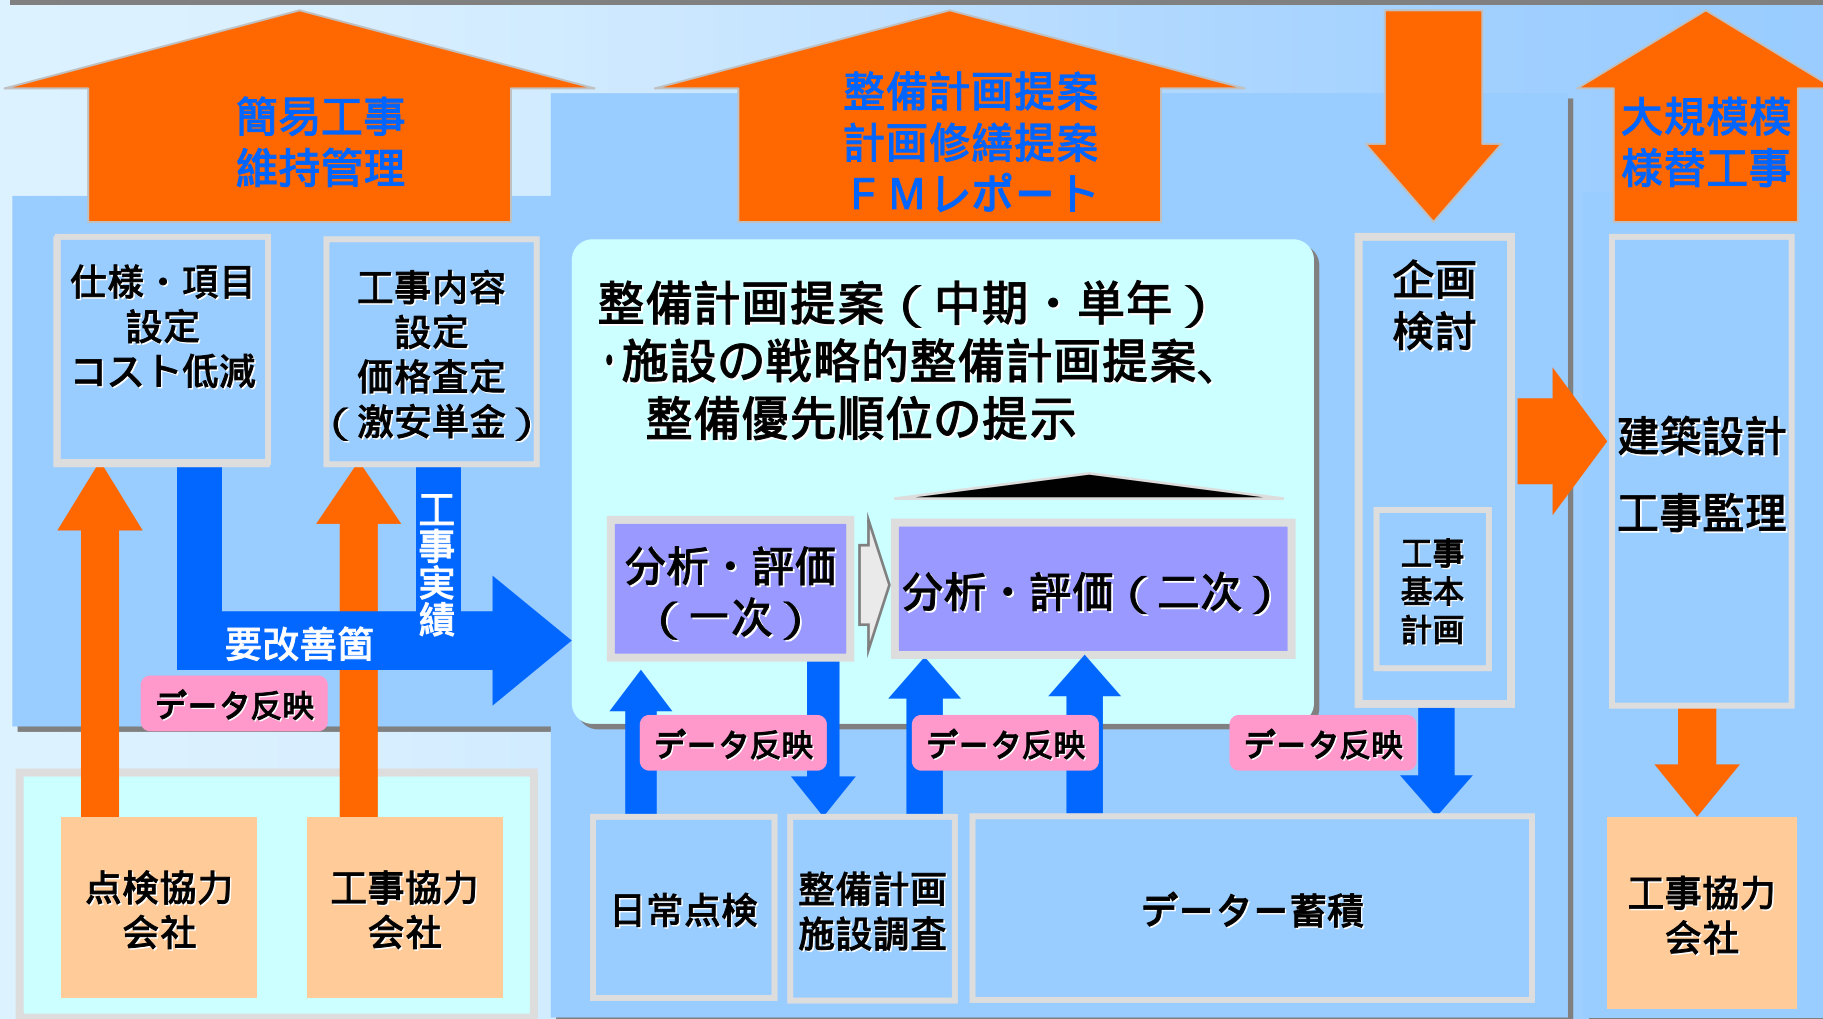 簡易工事
維持管理
整備計画提案
計画修繕提案
ＦＭレポート
大規模模
様替工事
仕様・項目
設定
コスト低減
工事内容
設定
価格査定
（激安単金）
整備計画提案（中期・単年）
・施設の戦略的整備計画提案、
整備優先順位の提示
企画
検討
建築設計
工事監理
工事実績
要改善箇
分析・評価
（一次）
分析・評価（二次）
工事
基本
計画
データ反映
データ反映
データ反映
データ反映
点検協力
会社
工事協力
会社
日常点検
整備計画
施設調査
データー蓄積
工事協力
会社